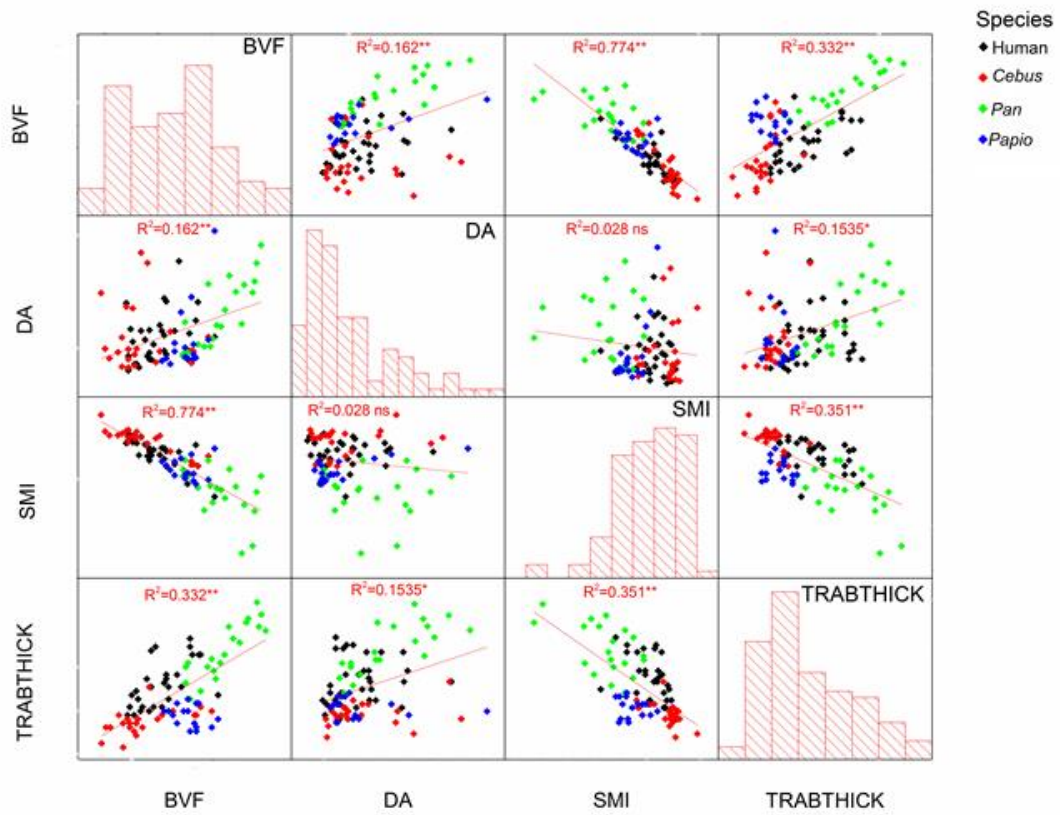 Species
Human
Cebus
Pan
Papio
BVF
R²=0.162**
R²=0.774**
R²=0.332**
BVF
R²=0.162**
DA
R²=0.028 ns
R²=0.1535*
DA
R²=0.774**
R²=0.028 ns
SMI
R²=0.351**
SMI
R²=0.332**
R²=0.1535*
R²=0.351**
TRABTHICK
TRABTHICK
BVF
DA
SMI
TRABTHICK